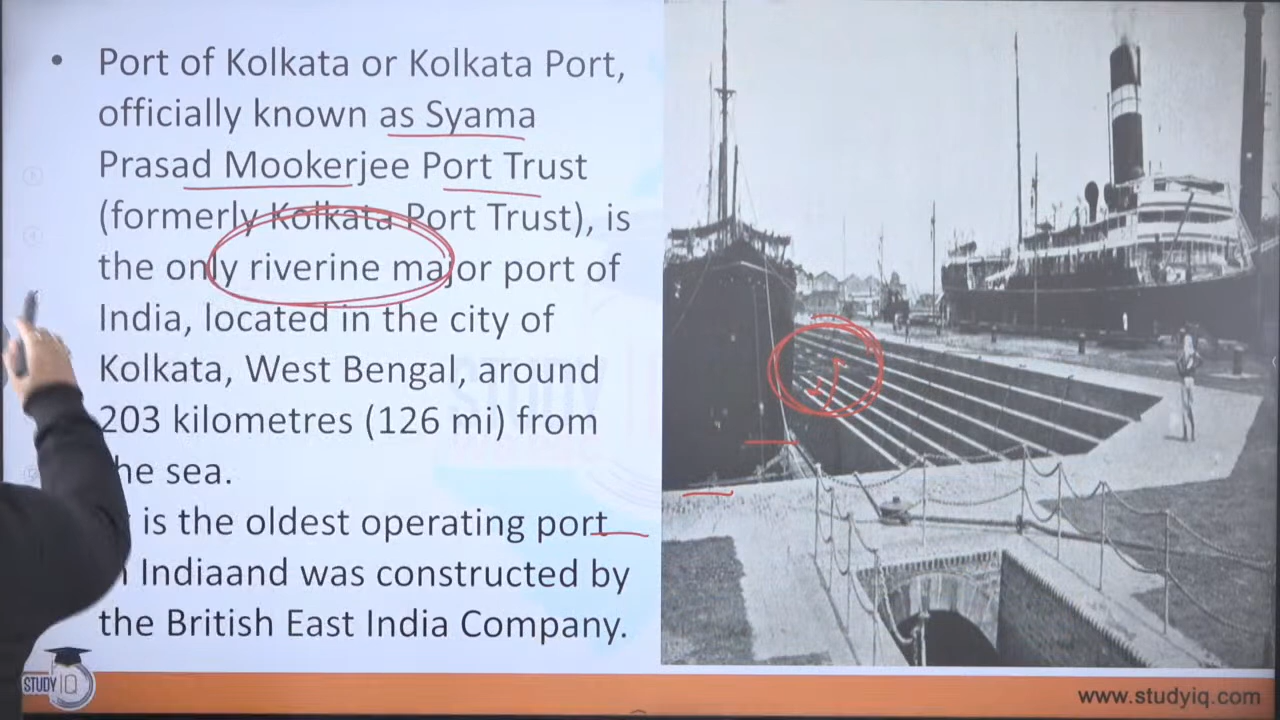 • Port of Kolkata or Kolkata Port,
officially known as Syama
Prasad Mookerjee Port Trust
(formerly Kolkata Port Trust), is
the only riverine major port of
India, located in the city of
Kolkata, West Bengal, around
203 kilometres (126 mi) from
he sea.
is the oldest operating port
Indiaand was constructed by
the British East India Company.
STUDY IQ
www.studyiq.com